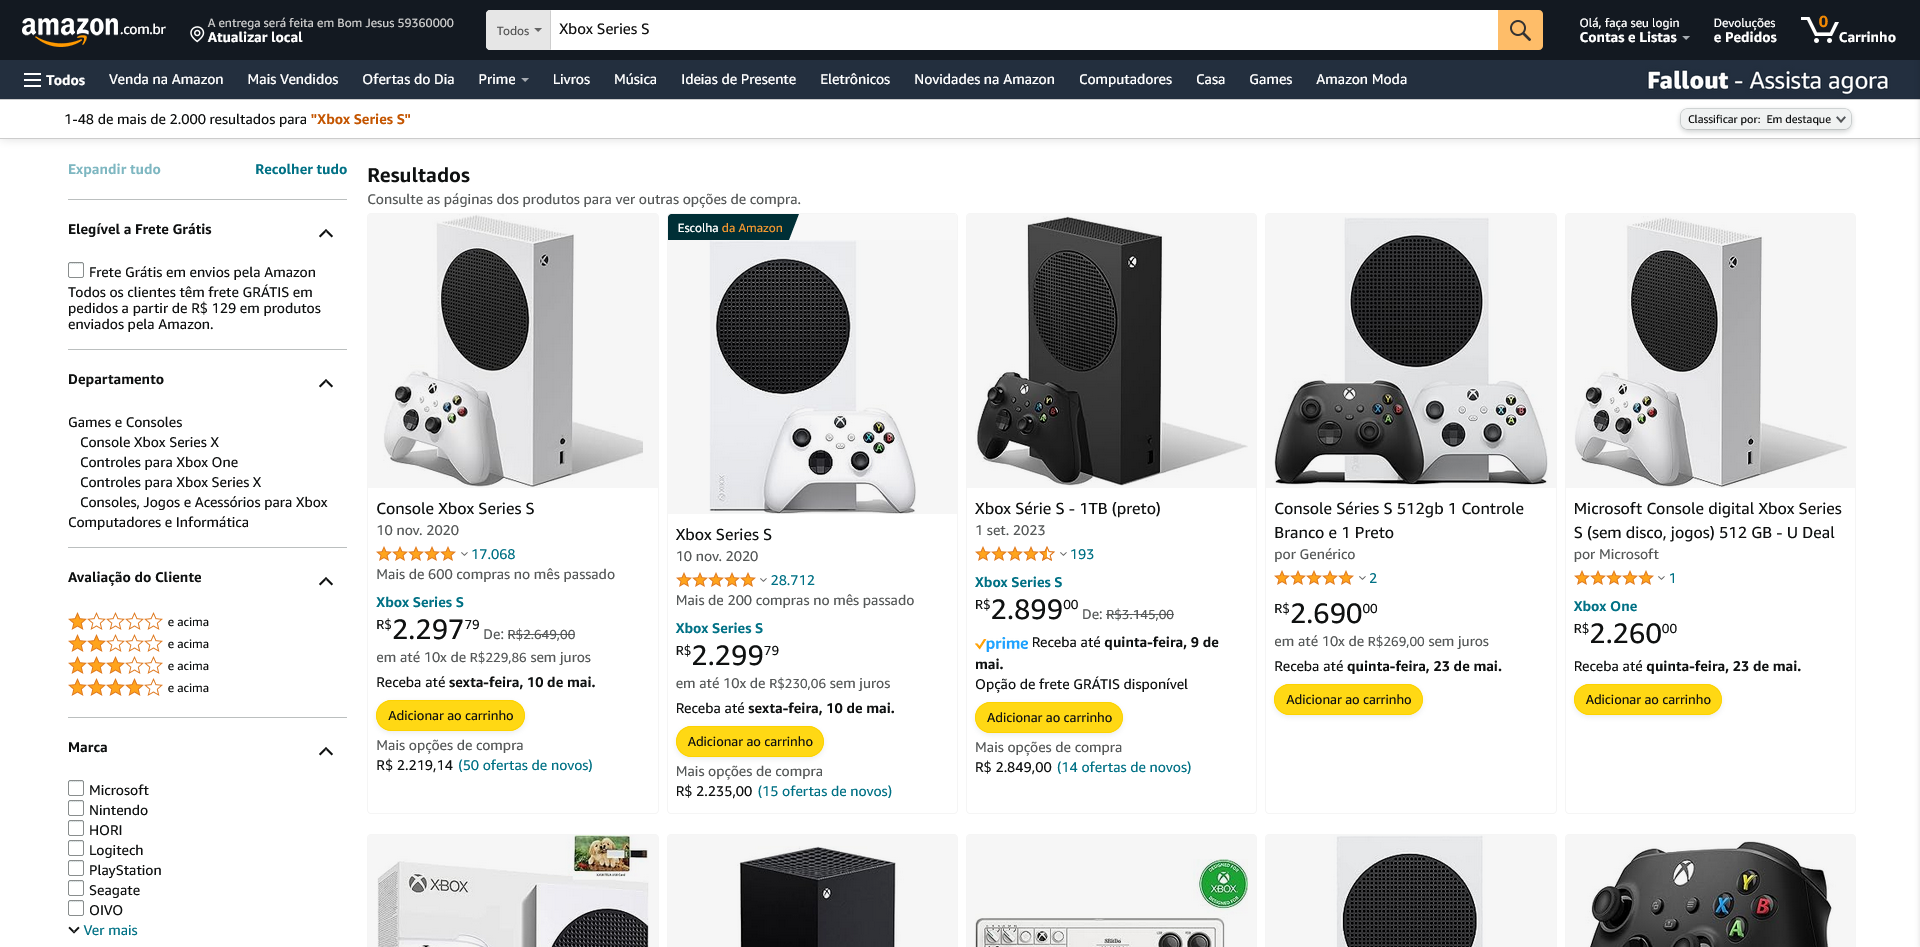 amazon.com.br
A entrega será feita em Bom Jesus 59360000
Atualizar local
Todos
Xbox Series S
Olá, faça seu login
Contas e Listas
Devoluções
e Pedidos
0
Carrinho
Todos
Venda na Amazon
Mais Vendidos
Ofertas do Dia
Prime
Livros
Música
Ideias de Presente
Eletrônicos
Novidades na Amazon
Computadores
Casa
Games
Amazon Moda
Fallout - Assista agora
1-48 de mais de 2.000 resultados para "Xbox Series S"
Classificar por: Em destaque
Expandir tudo
Recolher tudo
Elegível a Frete Grátis
Frete Grátis em envios pela Amazon
Todos os clientes têm frete GRÁTIS em
pedidos a partir de R$ 129 em produtos
enviados pela Amazon.
Departamento
Games e Consoles
Console Xbox Series X
Controles para Xbox One
Controles para Xbox Series X
Consoles, Jogos e Acessórios para Xbox
Computadores e Informática
Avaliação do Cliente
e acima
e acima
e acima
e acima
Marca
Microsoft
Nintendo
HORI
Logitech
PlayStation
Seagate
OIVO
Ver mais
Resultados
Consulte as páginas dos produtos para ver outras opções de compra.
Console Xbox Series S
10 nov. 2020
17.068
Mais de 600 compras no mês passado
Xbox Series S
R$2.29779 De: R$2.649,00
em até 10x de R$229,86 sem juros
Receba até sexta-feira, 10 de mai.
Adicionar ao carrinho
Mais opções de compra
R$ 2.219,14 (50 ofertas de novos)
Escolha da Amazon
Xbox Series S
10 nov. 2020
28.712
Mais de 200 compras no mês passado
Xbox Series S
R$2.29979
em até 10x de R$230,06 sem juros
Receba até sexta-feira, 10 de mai.
Adicionar ao carrinho
Mais opções de compra
R$ 2.235,00 (15 ofertas de novos)
Xbox Série S - 1TB (preto)
1 set. 2023
193
Xbox Series S
R$2.89900 De: R$3.145,00
prime Receba até quinta-feira, 9 de
mai.
Opção de frete GRÁTIS disponível
Adicionar ao carrinho
Mais opções de compra
R$ 2.849,00 (14 ofertas de novos)
Console Séries S 512gb 1 Controle
Branco e 1 Preto
por Genérico
2
R$2.69000
em até 10x de R$269,00 sem juros
Receba até quinta-feira, 23 de mai.
Adicionar ao carrinho
Microsoft Console digital Xbox Series
S (sem disco, jogos) 512 GB - U Deal
por Microsoft
1
Xbox One
R$2.26000
Receba até quinta-feira, 23 de mai.
Adicionar ao carrinho
XBOX
DESIGNED FOR
XBOX
Y
X
B
A